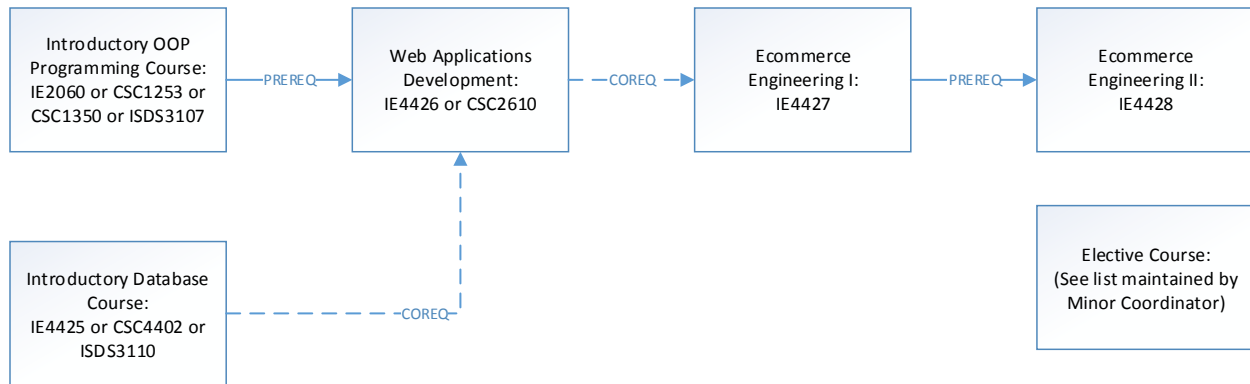 Introductory OOP
Programming Course:
IE2060 or CSC1253 or
CSC1350 or ISDS3107
PREREQ
Web Applications
Development:
IE4426 or CSC2610
COREQ
Ecommerce
Engineering I:
IE4427
PREREQ
Ecommerce
Engineering II:
IE4428
Introductory Database
Course:
IE4425 or CSC4402 or
ISDS3110
COREQ
Elective Course:
(See list maintained by
Minor Coordinator)